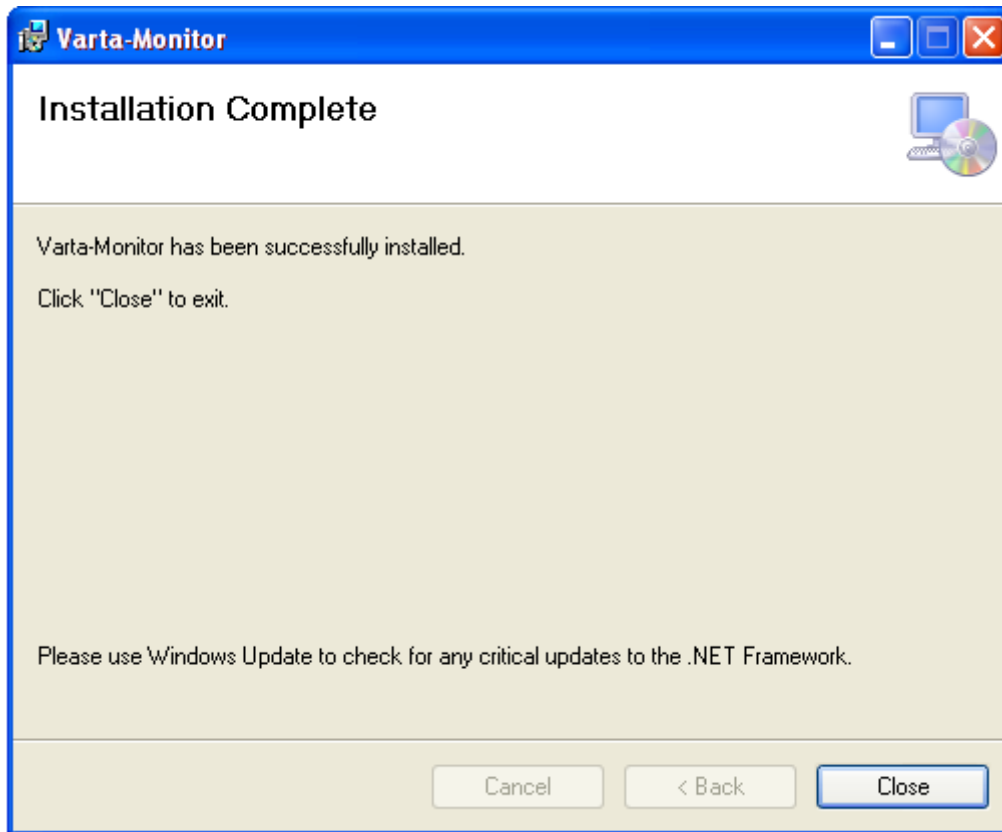 Varta-Monitor
Installation Complete
Varta-Monitor has been successfully installed.
Click "Close" to exit.
Please use Windows Update to check for any critical updates to the .NET Framework.
Cancel
< Back
Close